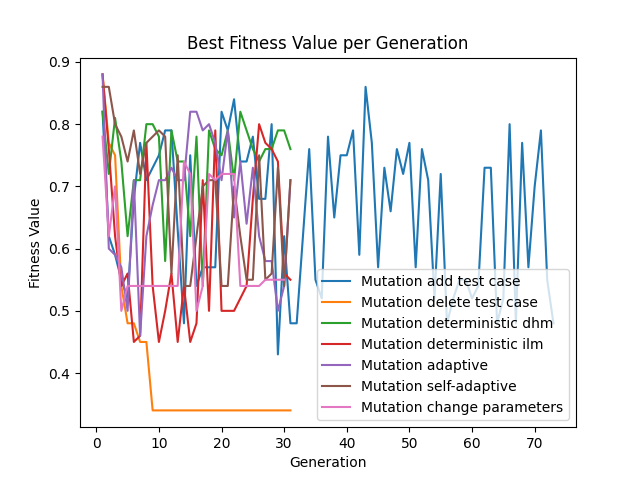 Best Fitness Value per Generation
0.9
0.8
0.7
0.6
0.5
0.4
Fitness Value
Mutation add test case
Mutation delete test case
Mutation deterministic dhm
Mutation deterministic ilm
Mutation adaptive
Mutation self-adaptive
Mutation change parameters
0 10 20 30 40 50 60 70
Generation